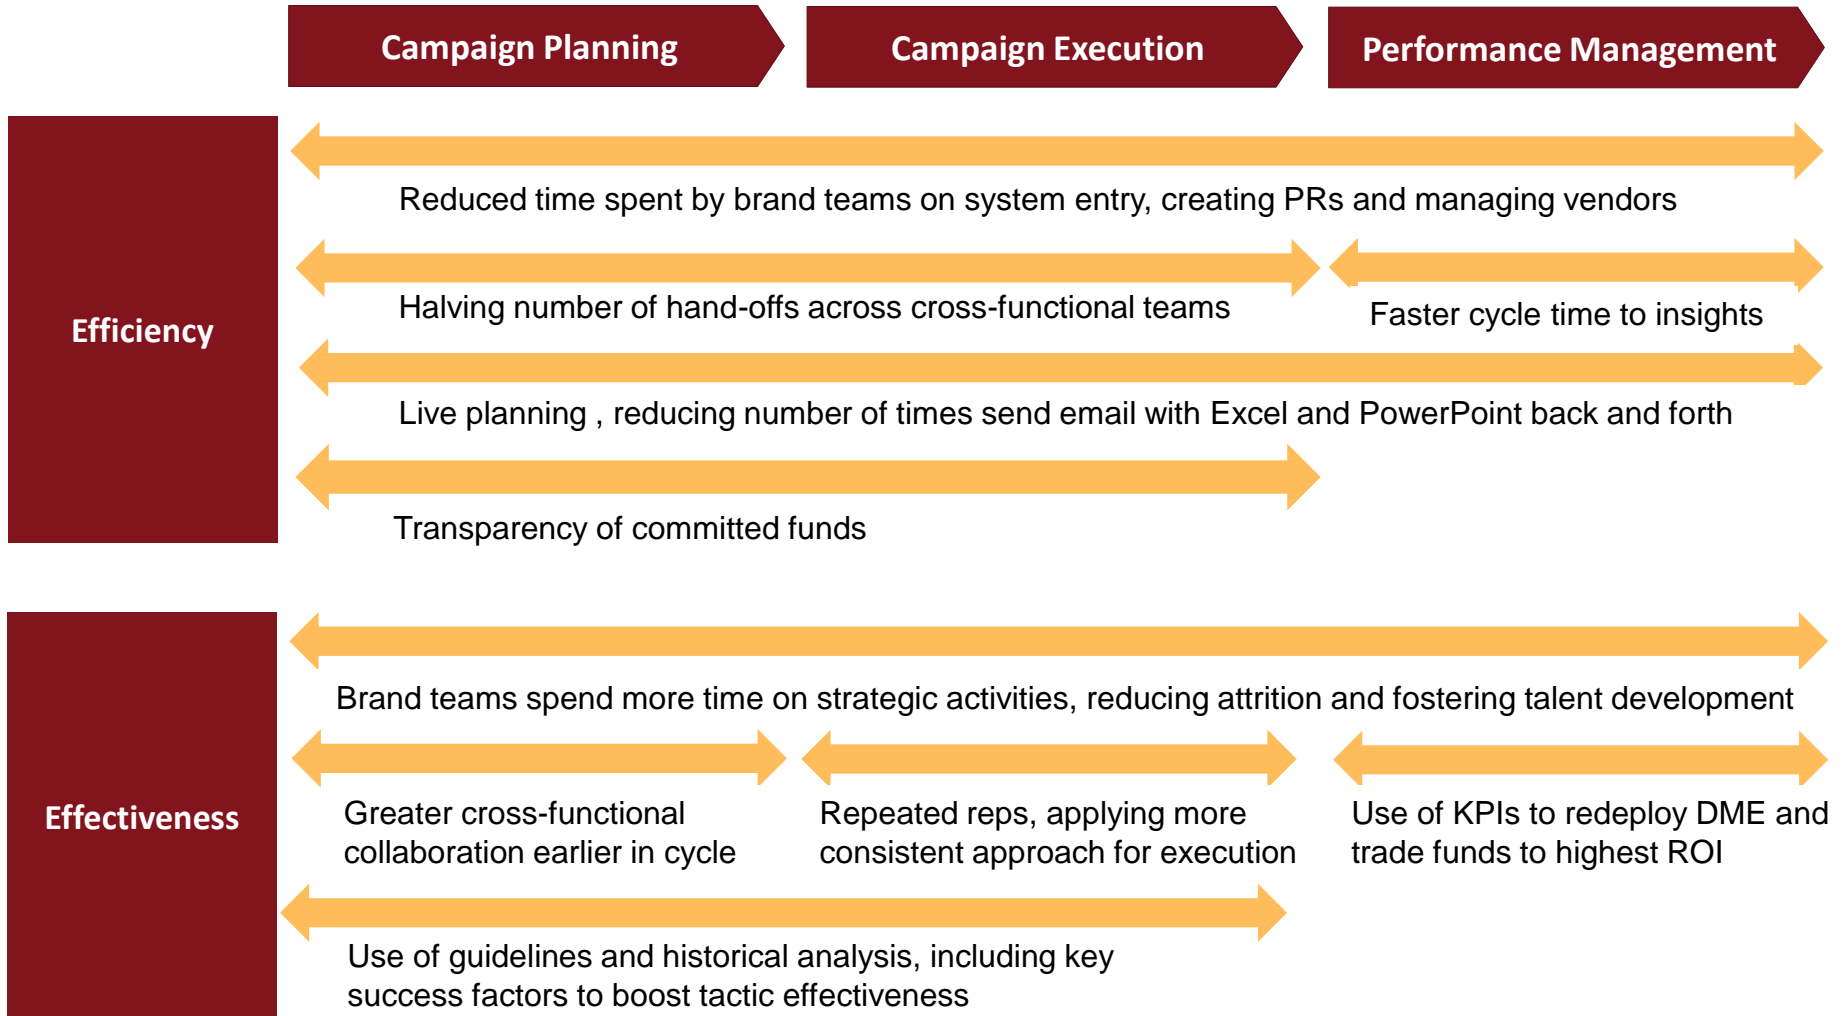 Campaign Planning
Campaign Execution
Performance Management
Efficiency
Reduced time spent by brand teams on system entry, creating PRs and managing vendors
Halving number of hand-offs across cross-functional teams
Faster cycle time to insights
Live planning , reducing number of times send email with Excel and PowerPoint back and forth
Transparency of committed funds
Effectiveness
Brand teams spend more time on strategic activities, reducing attrition and fostering talent development
Greater cross-functional
collaboration earlier in cycle
Repeated reps, applying more
consistent approach for execution
Use of KPIs to redeploy DME and
trade funds to highest ROI
Use of guidelines and historical analysis, including key
success factors to boost tactic effectiveness